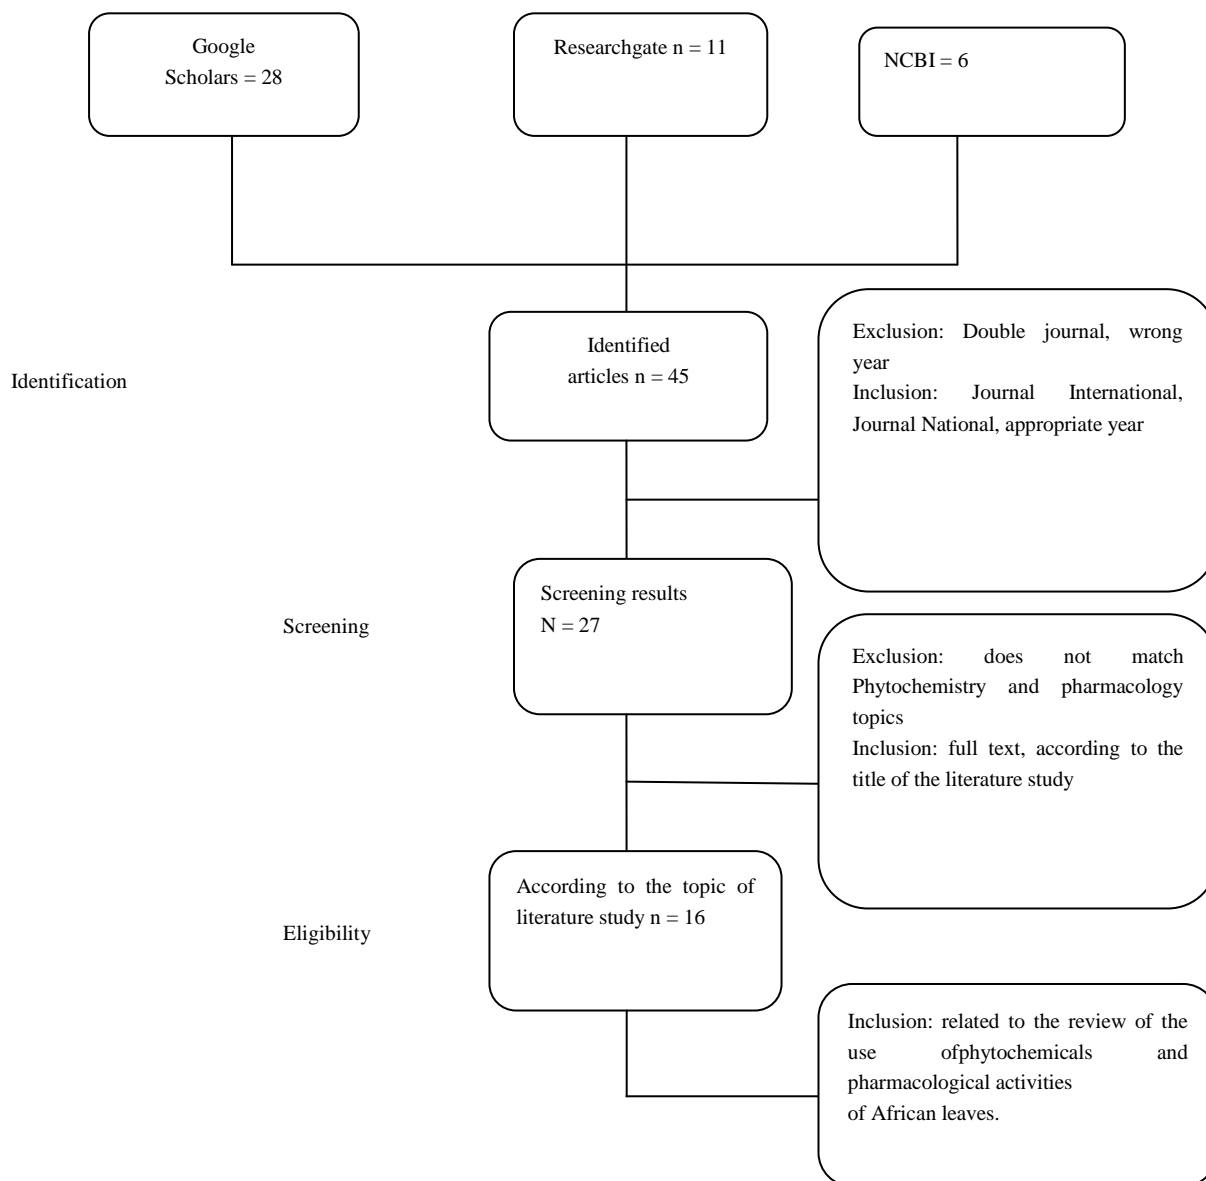 Google
Scholars = 28
Researchgate n = 11
NCBI = 6
Identification
Identified
articles n = 45
Exclusion: Double journal, wrong
year
Inclusion: Journal International,
Journal National, appropriate year
Screening
Screening results
N = 27
Exclusion: does not match
Phytochemistry and pharmacology
topics
Inclusion: full text, according to the
title of the literature study
Eligibility
According to the topic of
literature study n = 16
Inclusion: related to the review of the
use ofphytochemicals and
pharmacological activities
of African leaves.